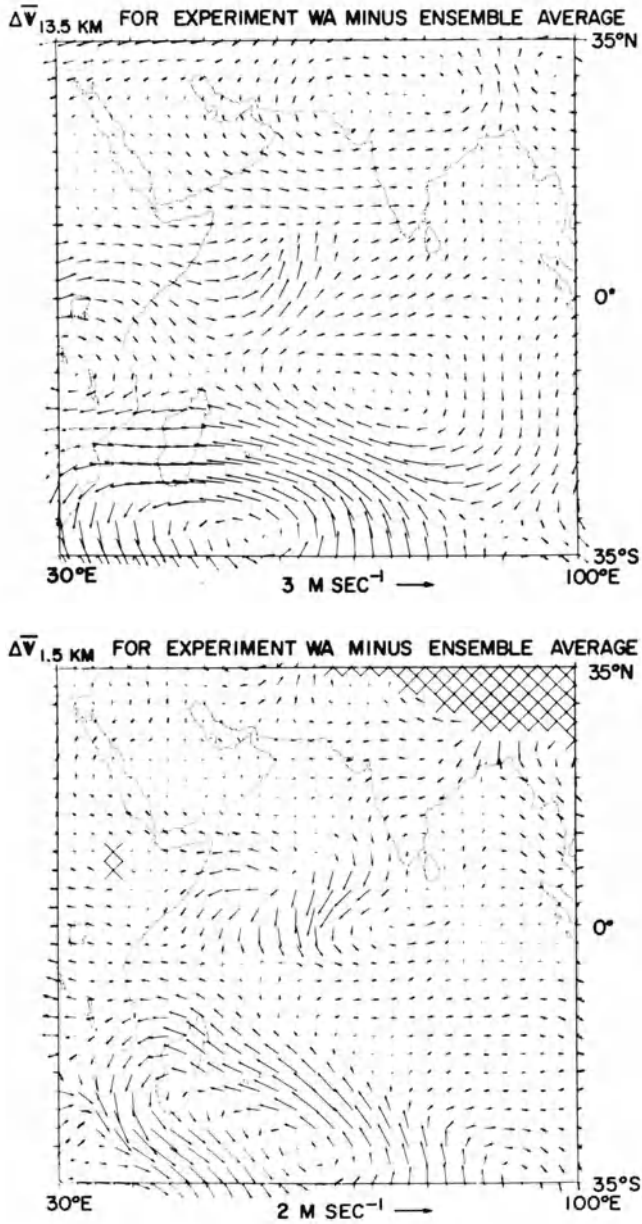 ΔV̅ 13.5 KM FOR EXPERIMENT WA MINUS ENSEMBLE AVERAGE
35°N
0°
35°S
30°E 3 M SEC⁻¹ 100°E
ΔV̅ 1.5 KM FOR EXPERIMENT WA MINUS ENSEMBLE AVERAGE
35°N
0°
35°S
30°E 2 M SEC⁻¹ 100°E